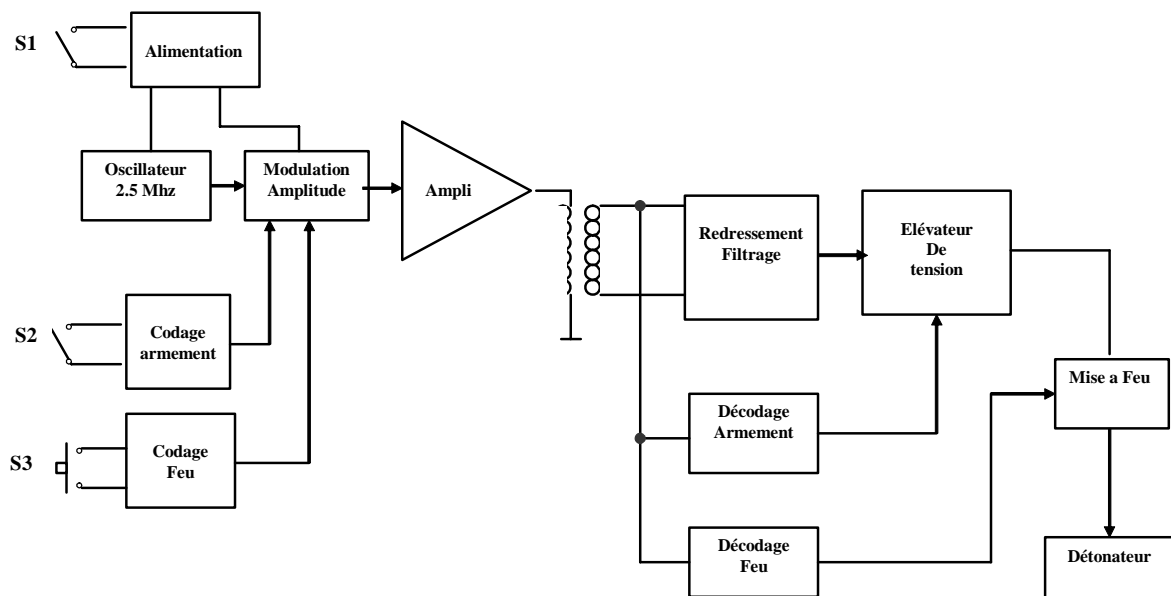 S1
Alimentation
Oscillateur
2.5 Mhz
Modulation
Amplitude
Ampli
Redressement
Filtrage
Elévateur
De
tension
S2
Codage
armement
Mise a Feu
Décodage
Armement
S3
Codage
Feu
Décodage
Feu
Détonateur